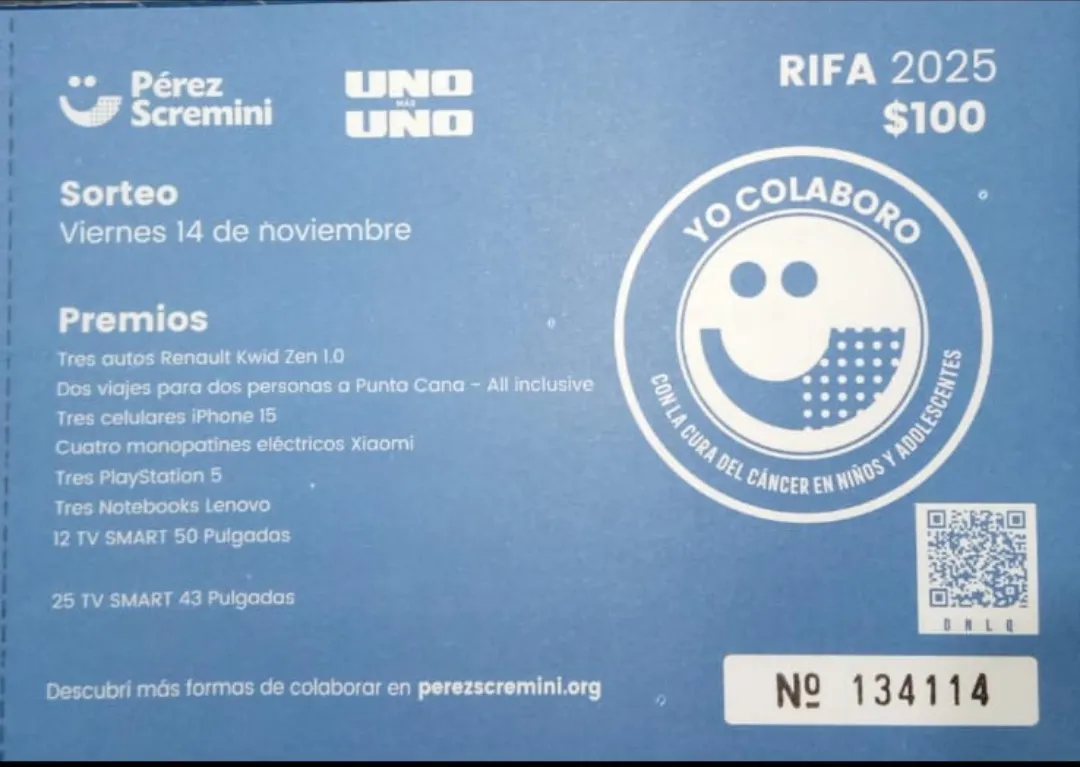 Pérez
Scremini
UNO
MÁS
UNO
RIFA 2025
$100
Sorteo
Viernes 14 de noviembre
YO COLABORO
CON LA CURA DEL CÁNCER EN NIÑOS Y ADOLESCENTES
Premios
Tres autos Renault Kwid Zen 1.0
Dos viajes para dos personas a Punta Cana - All inclusive
Tres celulares iPhone 15
Cuatro monopatines eléctricos Xiaomi
Tres PlayStation 5
Tres Notebooks Lenovo
12 TV SMART 50 Pulgadas
25 TV SMART 43 Pulgadas
DNLQ
Descubrí más formas de colaborar en perezscremini.org
Nº 134114